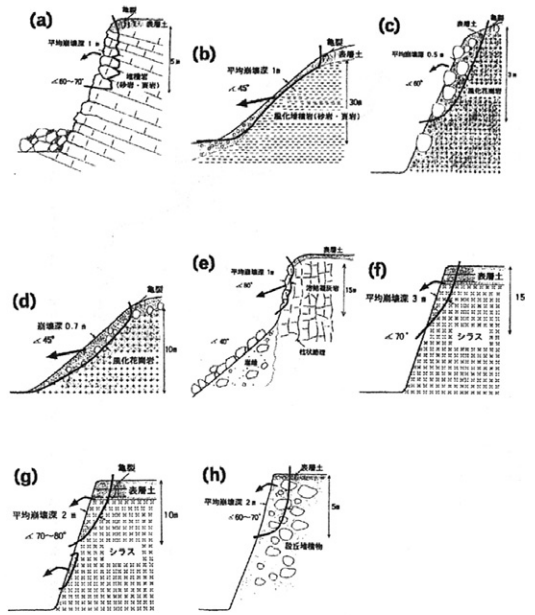 (a)
亀裂
表層土
平均崩壊深 1 m
∠60~70°
堆積岩
(砂岩・頁岩)
5m
(b)
亀裂
表層土
平均崩壊深 1m
∠45°
30m
風化堆積岩(砂岩・頁岩)
(c)
表層土
亀裂
平均崩壊深 0.5 m
∠60°
3m
風化花崗岩
(d)
亀裂
崩壊深 0.7 m
∠45°
風化花崗岩
10m
(e)
表層土
平均崩壊深 1m
∠80°
溶結凝灰岩
15m
∠40°
崖錐
柱状節理
(f)
表層土
平均崩壊深 3 m
∠70°
15
シラス
(g)
亀裂
表層土
平均崩壊深 2 m
10m
∠70~80°
シラス
(h)
表層土
平均崩壊深 2 m
∠60~70°
5m
段丘堆積物